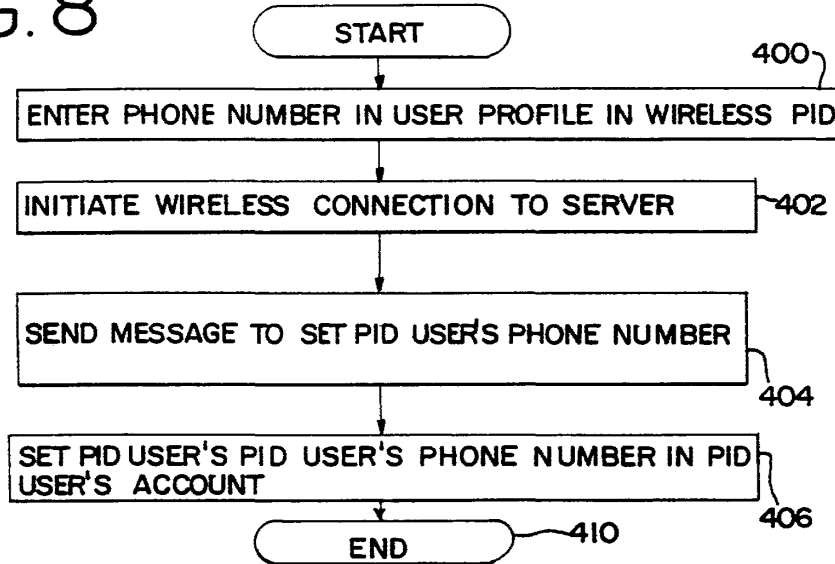 G. 8
START
400
ENTER PHONE NUMBER IN USER PROFILE IN WIRELESS PID
INITIATE WIRELESS CONNECTION TO SERVER
402
SEND MESSAGE TO SET PID USER'S PHONE NUMBER
404
SET PID USER'S PID USER'S PHONE NUMBER IN PID
USER'S ACCOUNT
406
END
410